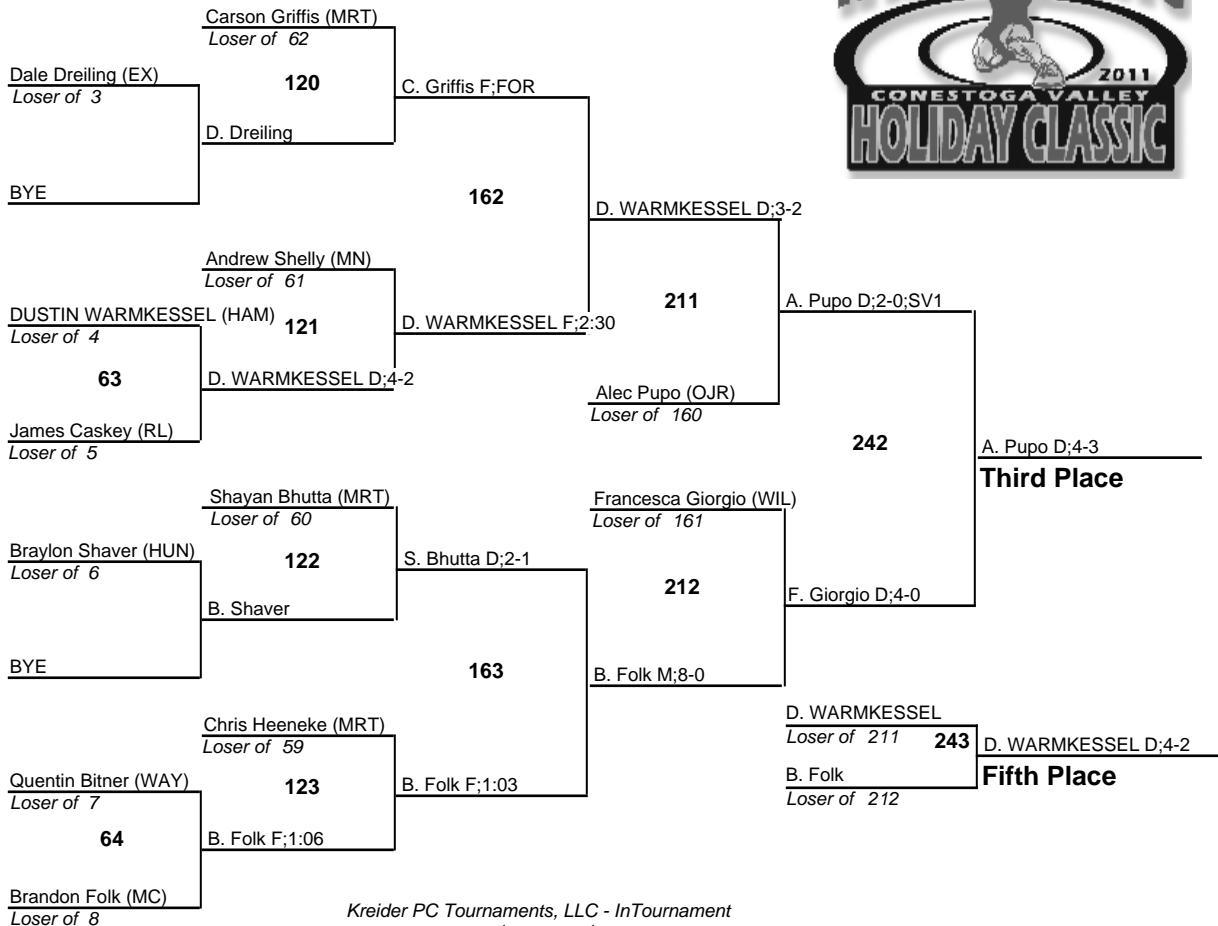 Carson Griffis (MRT)
Loser of 62
Dale Dreiling (EX)
Loser of 3
120
C. Griffis F;FOR
D. Dreiling
BYE
162
D. WARMKESSEL D;3-2
Andrew Shelly (MN)
Loser of 61
DUSTIN WARMKESSEL (HAM)
Loser of 4
121
D. WARMKESSEL F;2:30
211
A. Pupo D;2-0;SV1
63
D. WARMKESSEL D;4-2
Alec Pupo (OJR)
Loser of 160
James Caskey (RL)
Loser of 5
242
A. Pupo D;4-3
Third Place
Shayan Bhutta (MRT)
Loser of 60
Francesca Giorgio (WIL)
Loser of 161
Braylon Shaver (HUN)
Loser of 6
122
S. Bhutta D;2-1
212
F. Giorgio D;4-0
B. Shaver
BYE
163
B. Folk M;8-0
Chris Heeneke (MRT)
Loser of 59
D. WARMKESSEL
Loser of 211
243
D. WARMKESSEL D;4-2
Fifth Place
B. Folk
Loser of 212
Quentin Bitner (WAY)
Loser of 7
123
B. Folk F;1:03
64
B. Folk F;1:06
Brandon Folk (MC)
Loser of 8
Kreider PC Tournaments, LLC - InTournament
2011
CONESTOGA VALLEY
HOLIDAY CLASSIC